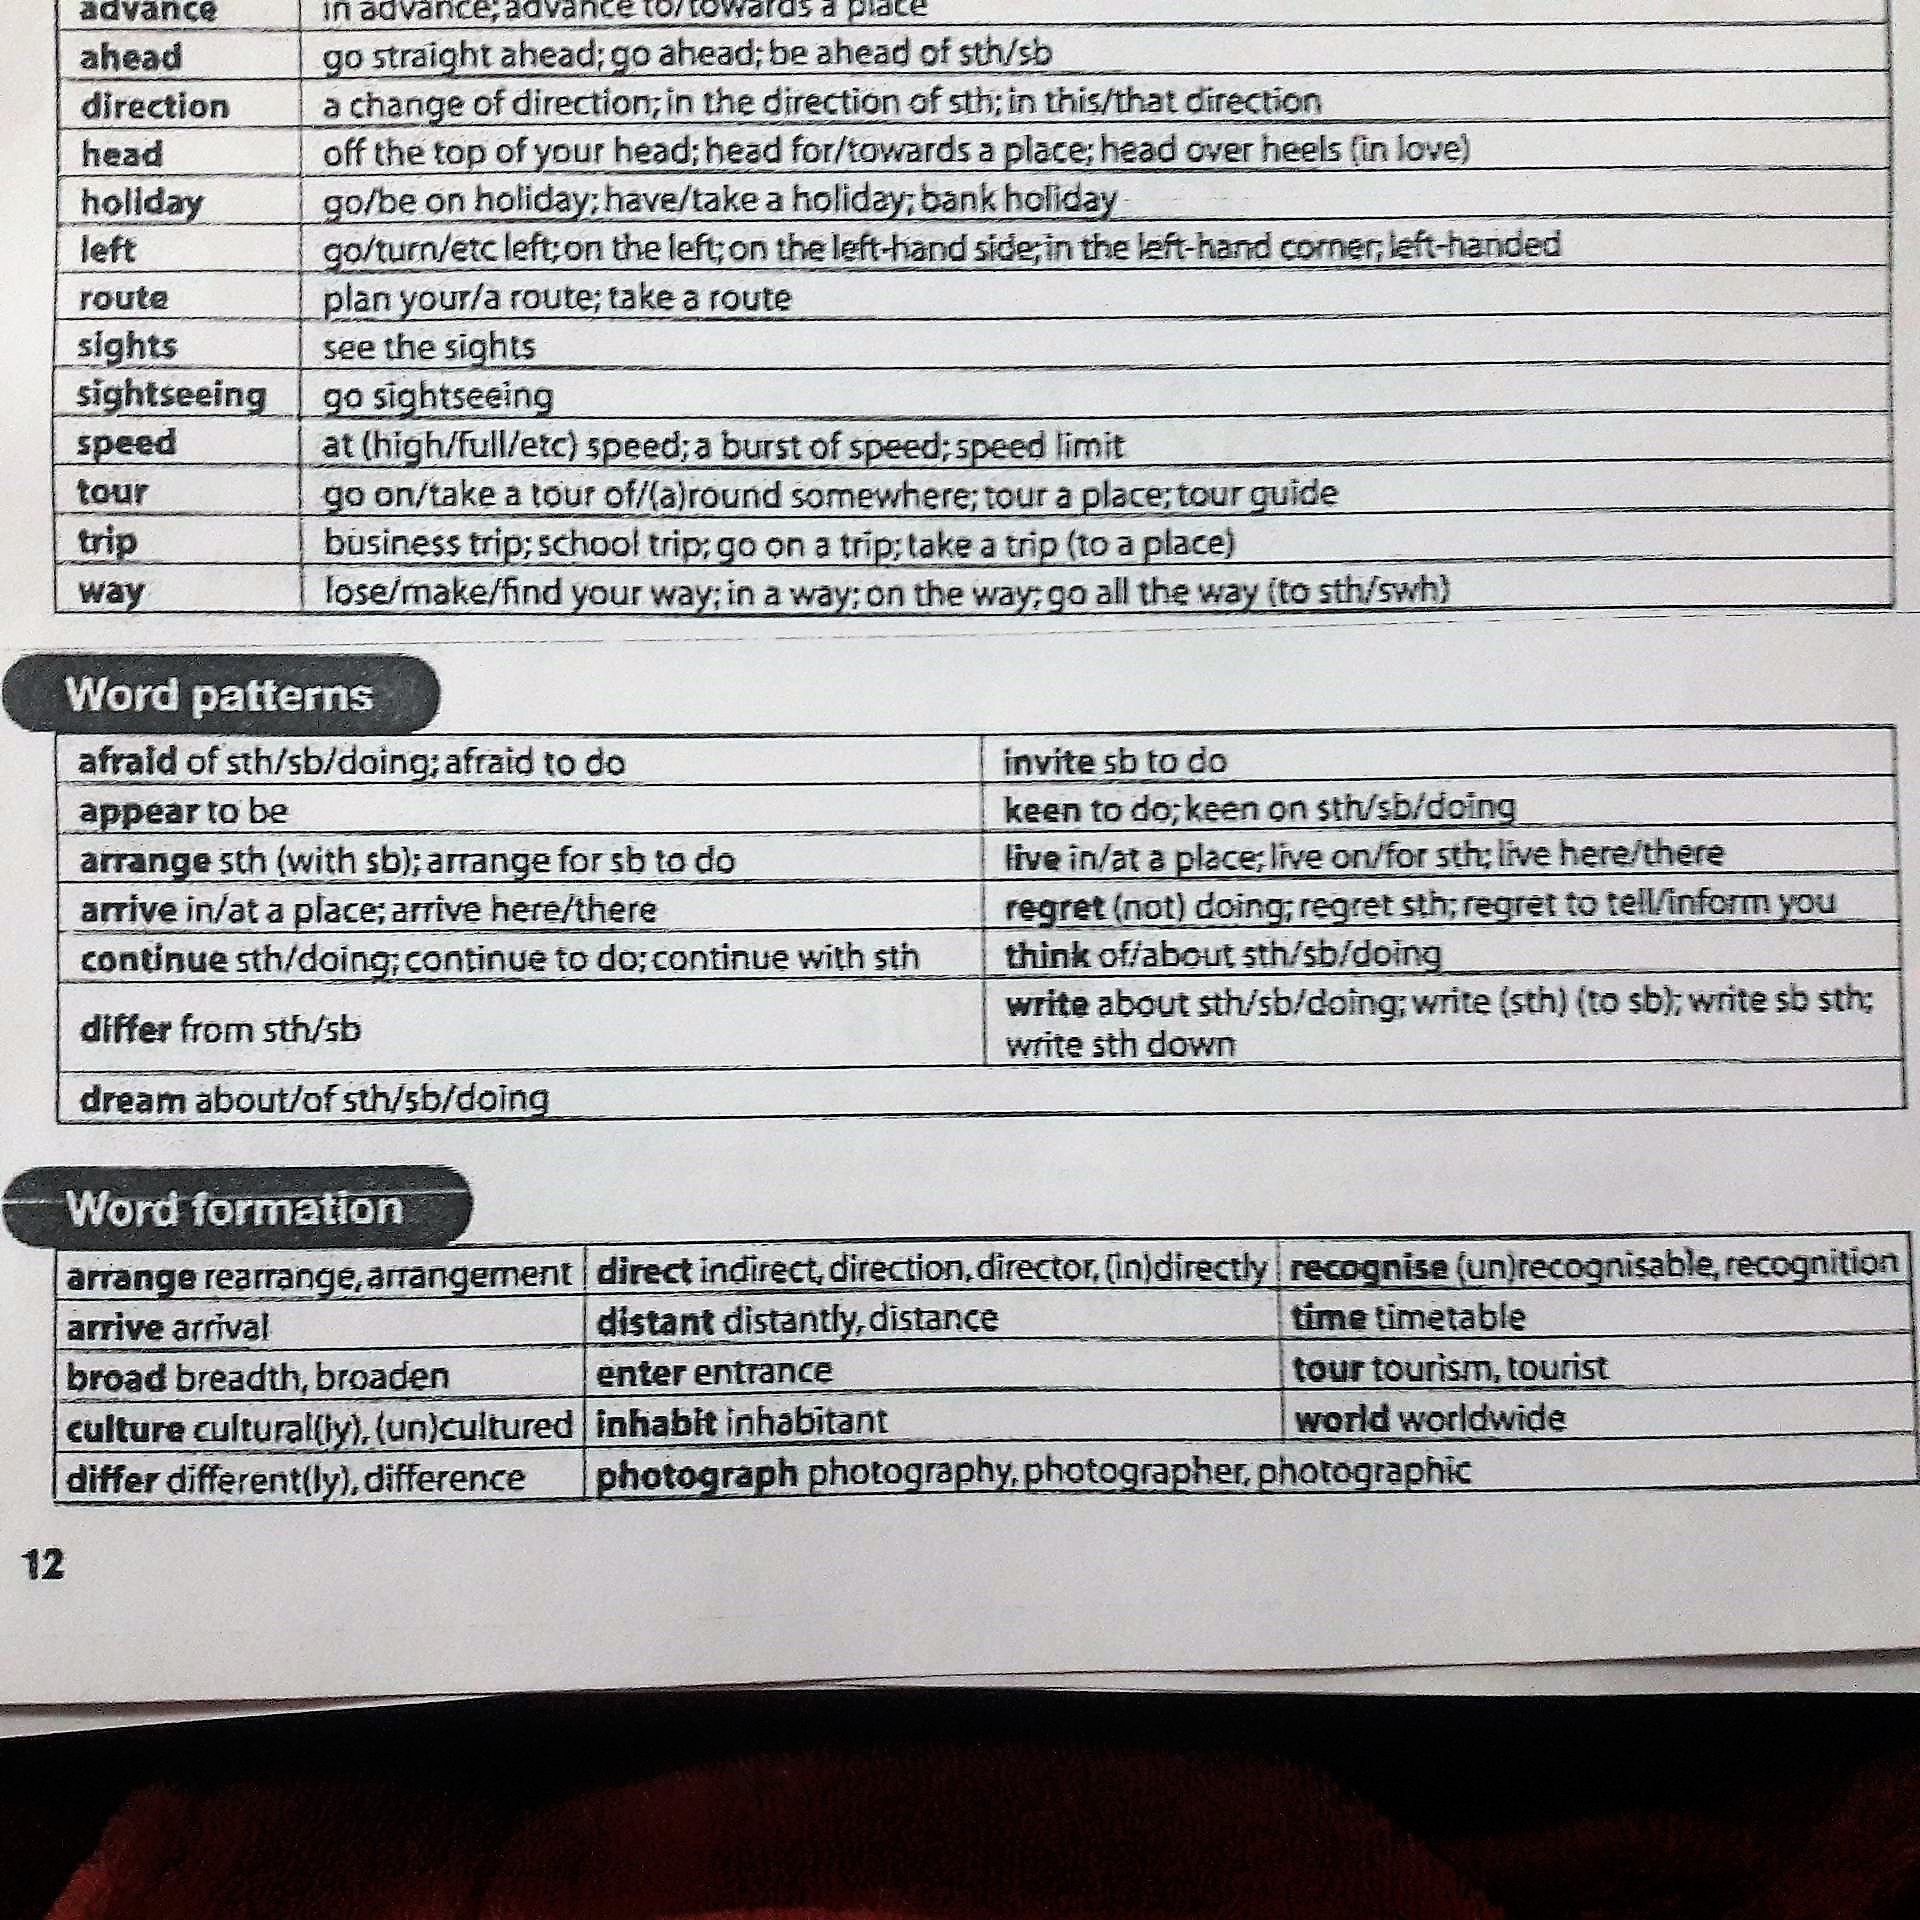 advance in advance; advance to/towards a place
ahead go straight ahead; go ahead; be ahead of sth/sb
direction a change of direction; in the direction of sth; in this/that direction
head off the top of your head; head for/towards a place; head over heels (in love)
holiday go/be on holiday; have/take a holiday; bank holiday
left go/turn/etc left; on the left; on the left-hand side; in the left-hand corner; left-handed
route plan your/a route; take a route
sights see the sights
sightseeing go sightseeing
speed at (high/full/etc) speed; a burst of speed; speed limit
tour go on/take a tour of/(a)round somewhere; tour a place; tour guide
trip business trip; school trip; go on a trip; take a trip (to a place)
way lose/make/find your way; in a way; on the way; go all the way (to sth/swh)
Word patterns
afraid of sth/sb/doing; afraid to do
invite sb to do
appear to be
keen to do; keen on sth/sb/doing
arrange sth (with sb); arrange for sb to do
live in/at a place; live on/for sth; live here/there
arrive in/at a place; arrive here/there
regret (not) doing; regret sth; regret to tell/inform you
continue sth/doing; continue to do; continue with sth
think of/about sth/sb/doing
differ from sth/sb
write about sth/sb/doing; write (sth) (to sb); write sb sth;
write sth down
dream about/of sth/sb/doing
Word formation
arrange rearrange, arrangement
direct indirect, direction, director, (in)directly
recognise (un)recognisable, recognition
arrive arrival
distant distantly, distance
time timetable
broad breadth, broaden
enter entrance
tour tourism, tourist
culture cultural(ly), (un)cultured
inhabit inhabitant
world worldwide
differ different(ly), difference
photograph photography, photographer, photographic
12